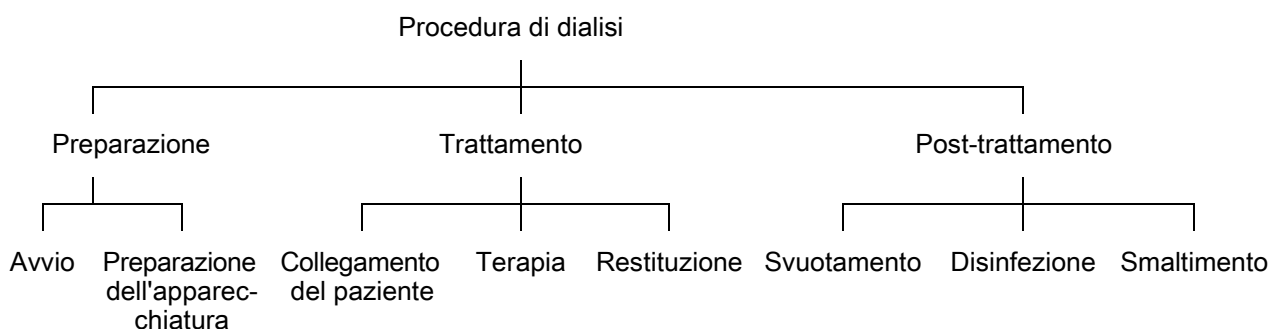 Procedura di dialisi
Preparazione
Trattamento
Post-trattamento
Avvio
Preparazione
dell'apparec-
chiatura
Collegamento
del paziente
Terapia
Restituzione
Svuotamento
Disinfezione
Smaltimento